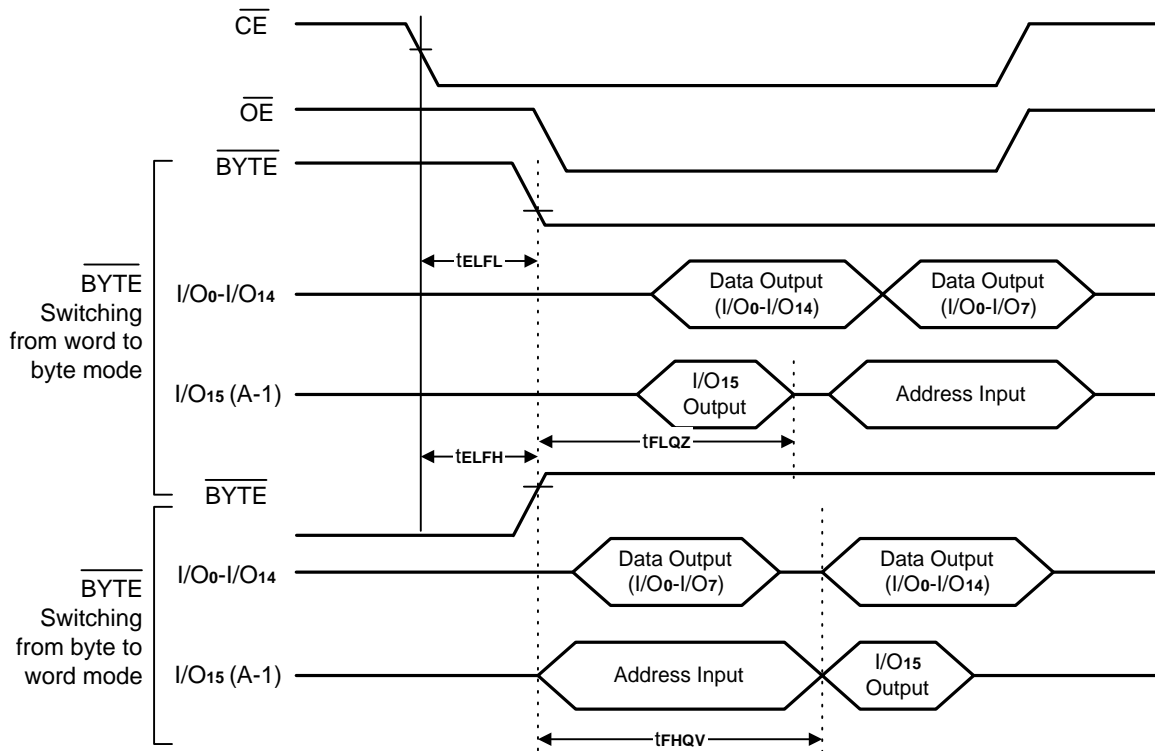 CE
OE
BYTE
tELFL
BYTE
Switching
from word to
byte mode
I/O0-I/O14
Data Output
(I/O0-I/O14)
Data Output
(I/O0-I/O7)
I/O15 (A-1)
I/O15
Output
Address Input
tELFH
tFLQZ
BYTE
BYTE
Switching
from byte to
word mode
I/O0-I/O14
Data Output
(I/O0-I/O7)
Data Output
(I/O0-I/O14)
I/O15 (A-1)
Address Input
I/O15
Output
tFHQV